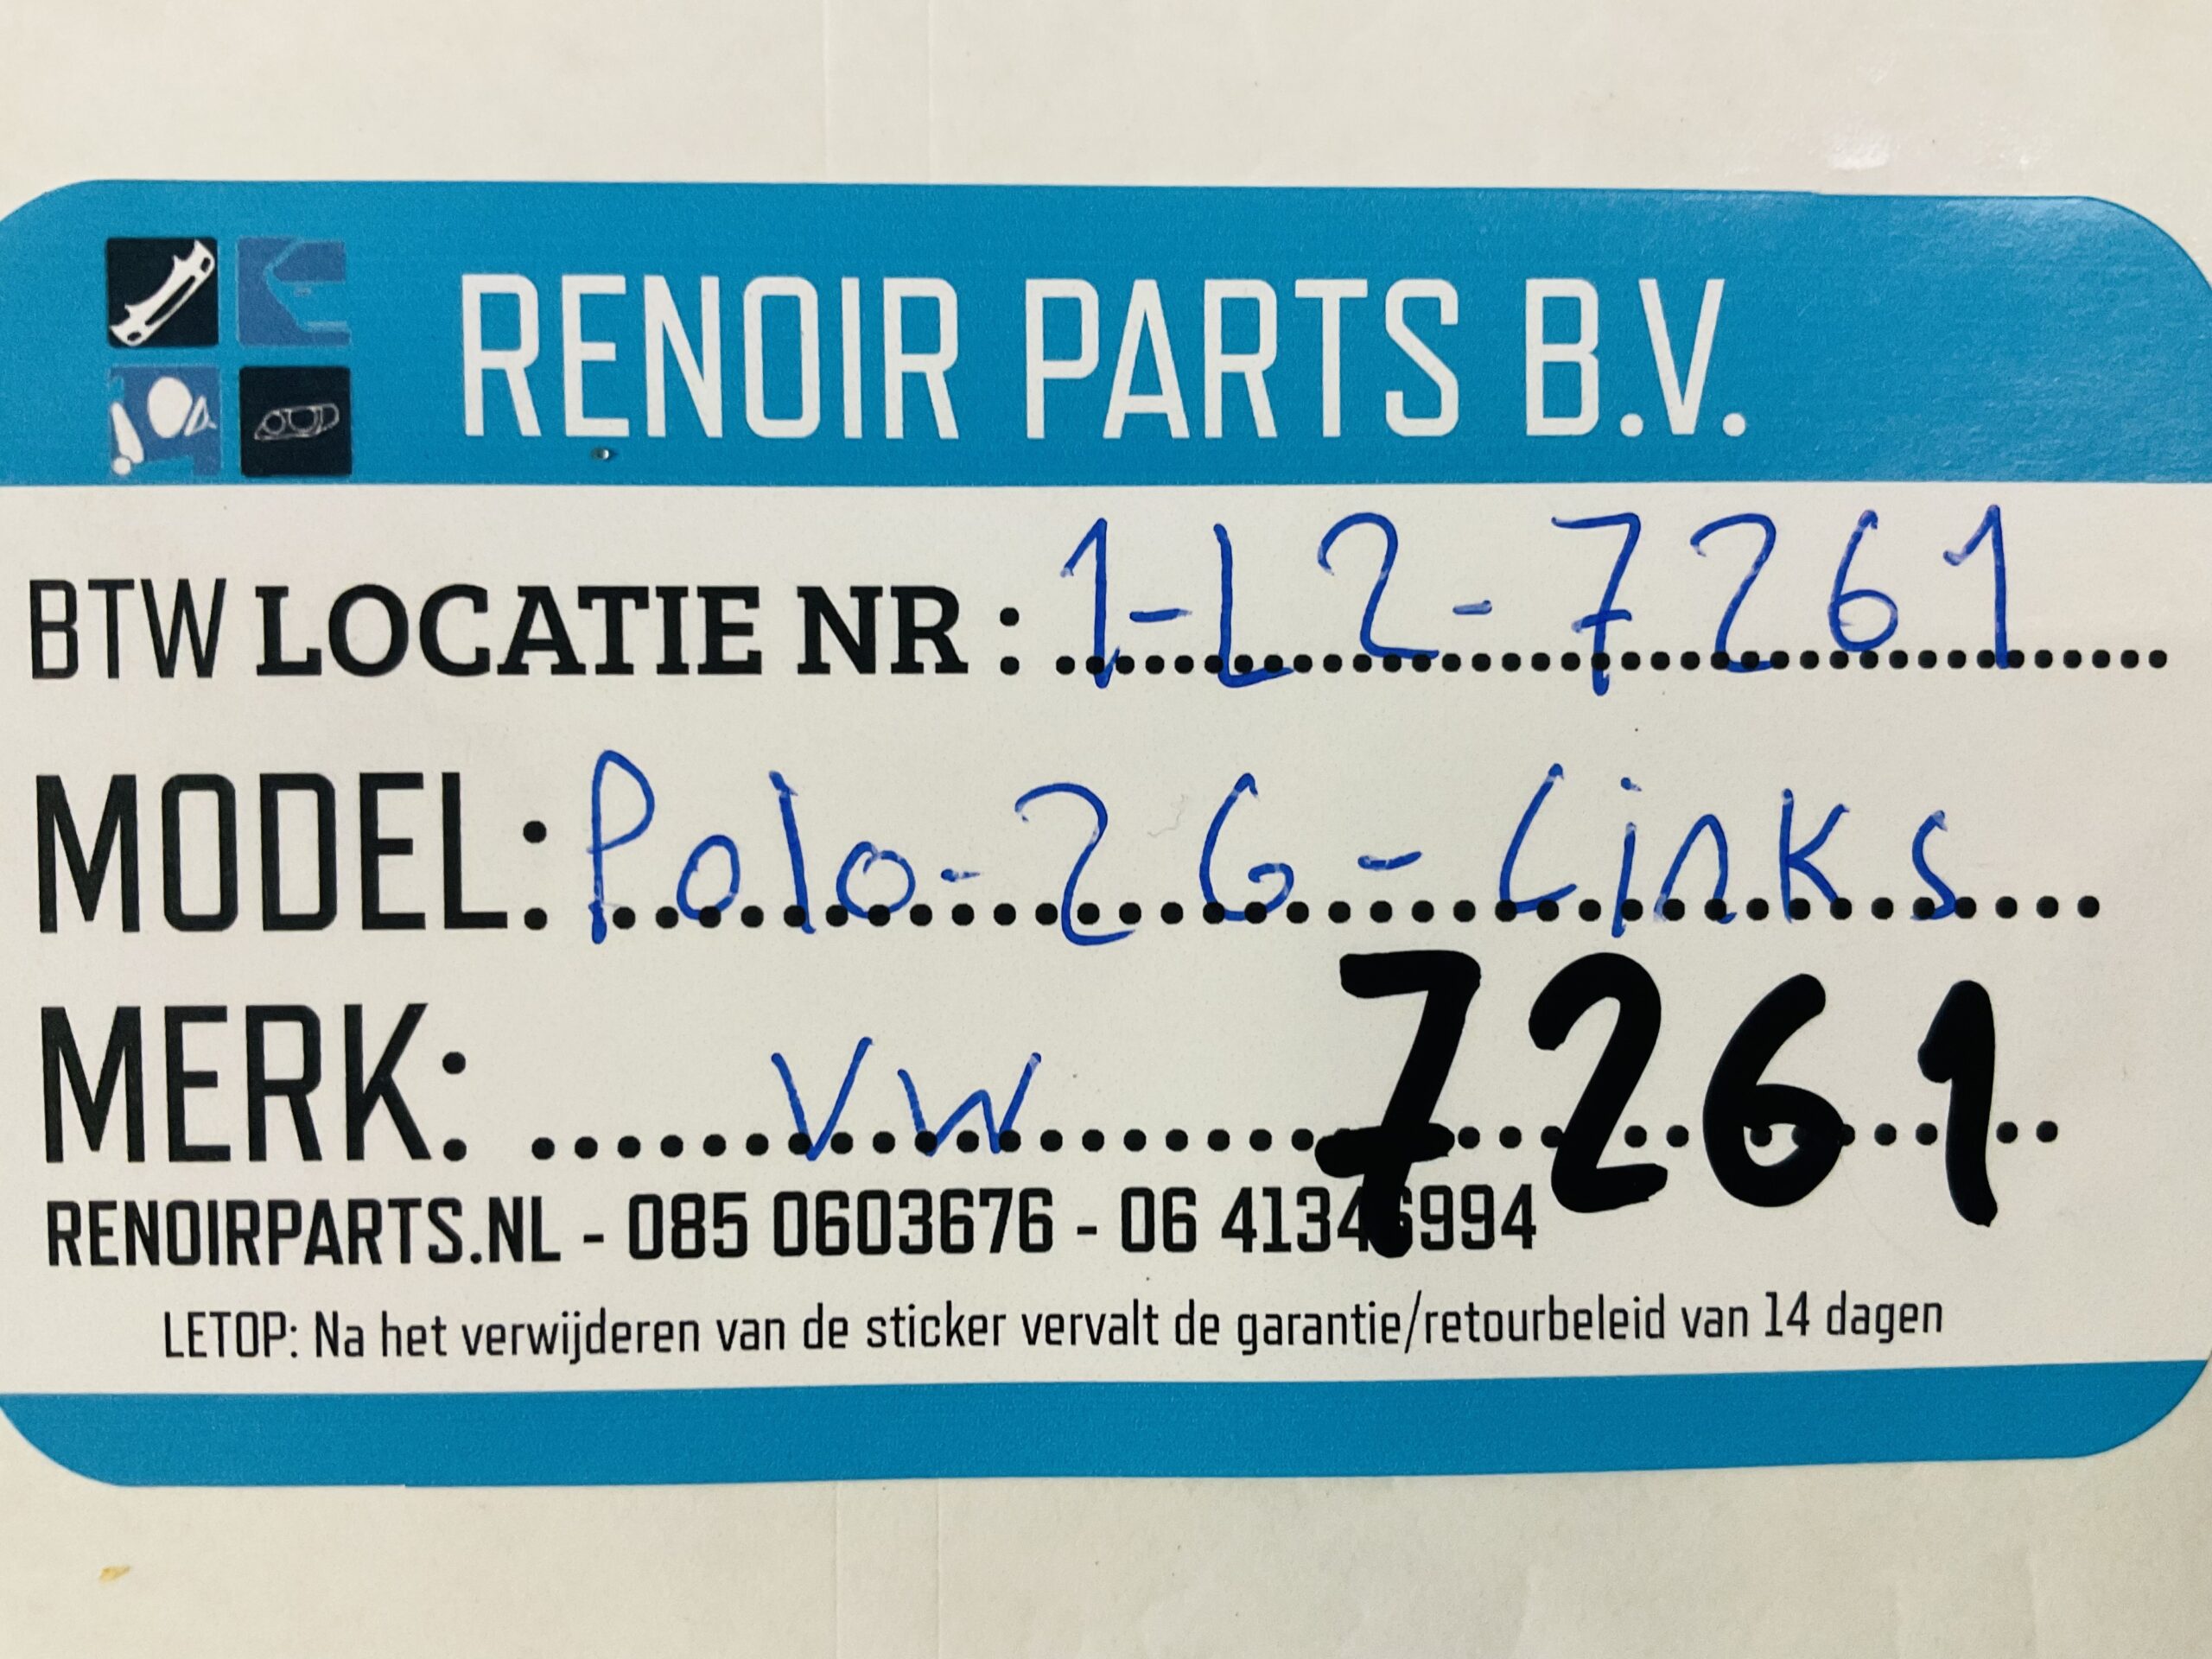 RENOIR PARTS B.V.
BTW LOCATIE NR : 1-L2-7261
MODEL: Polo-2G-Links
MERK: VW 7261
RENOIRPARTS.NL - 085 0603676 - 06 41346994
LETOP: Na het verwijderen van de sticker vervalt de garantie/retourbeleid van 14 dagen